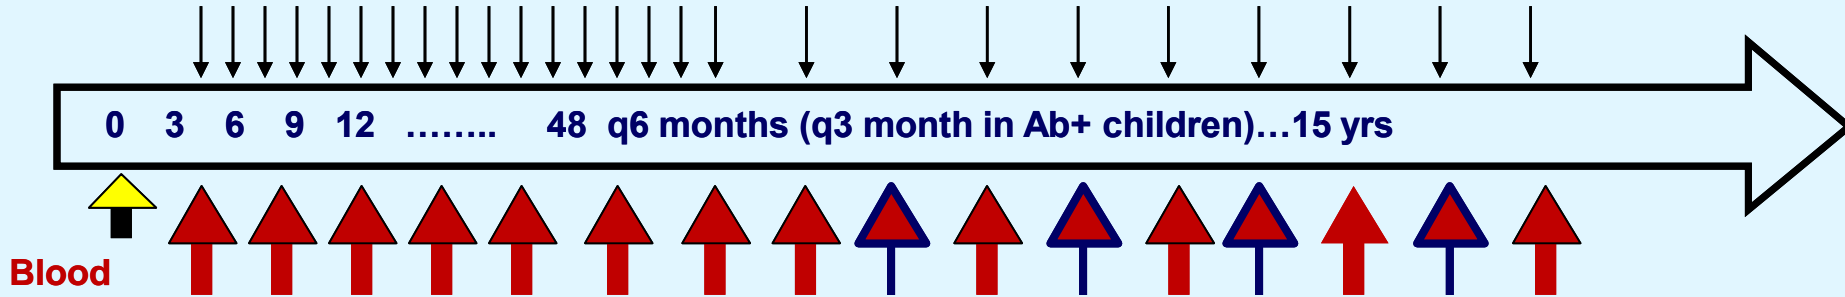 0 3 6 9 12 …….. 48 q6 months (q3 month in Ab+ children)…15 yrs
Blood